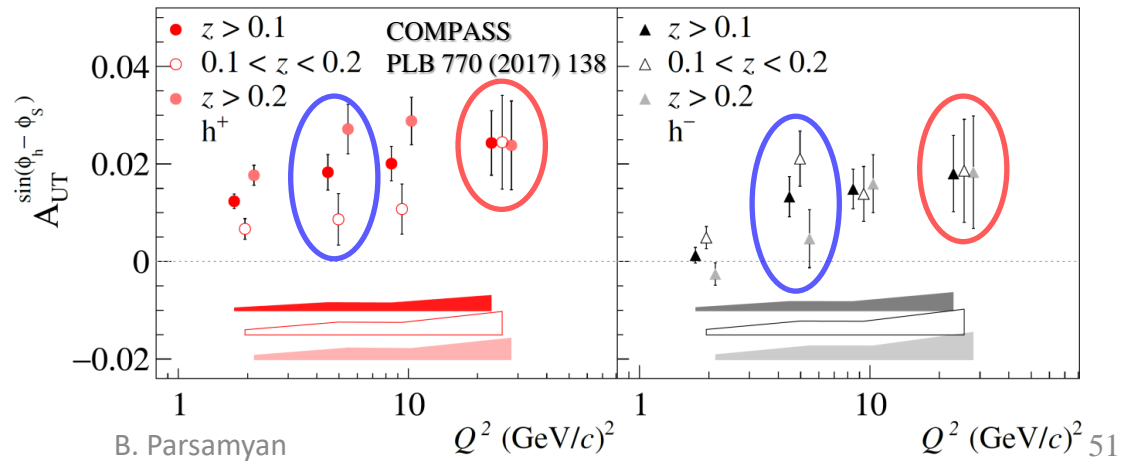 z > 0.1
0.1 < z < 0.2
z > 0.2
h⁺
COMPASS
PLB 770 (2017) 138
z > 0.1
0.1 < z < 0.2
z > 0.2
h⁻
A_UT^sin(ϕ_h − ϕ_S)
0.04
0.02
0
−0.02
1
10
1
10
Q² (GeV/c)²
Q² (GeV/c)²
B. Parsamyan
51